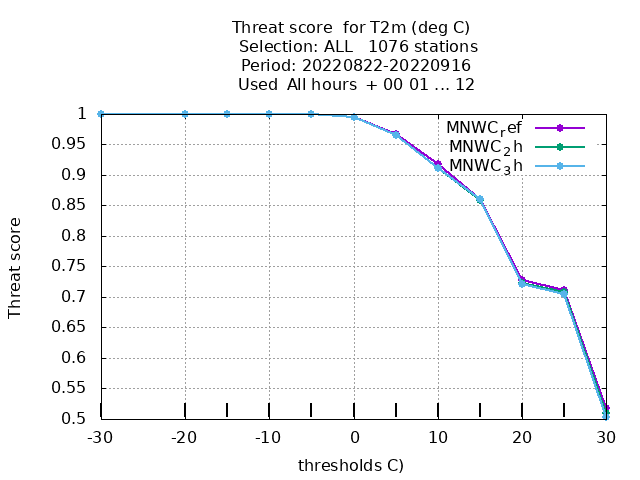 Threat score  for T2m (deg C)
Selection: ALL   1076 stations
Period: 20220822-20220916
Used  All hours  + 00 01 ... 12
MNWC_ref
MNWC_2h
MNWC_3h
1
0.95
0.9
0.85
0.8
0.75
0.7
0.65
0.6
0.55
0.5
Threat score
-30 -20 -10 0 10 20 30
thresholds C)